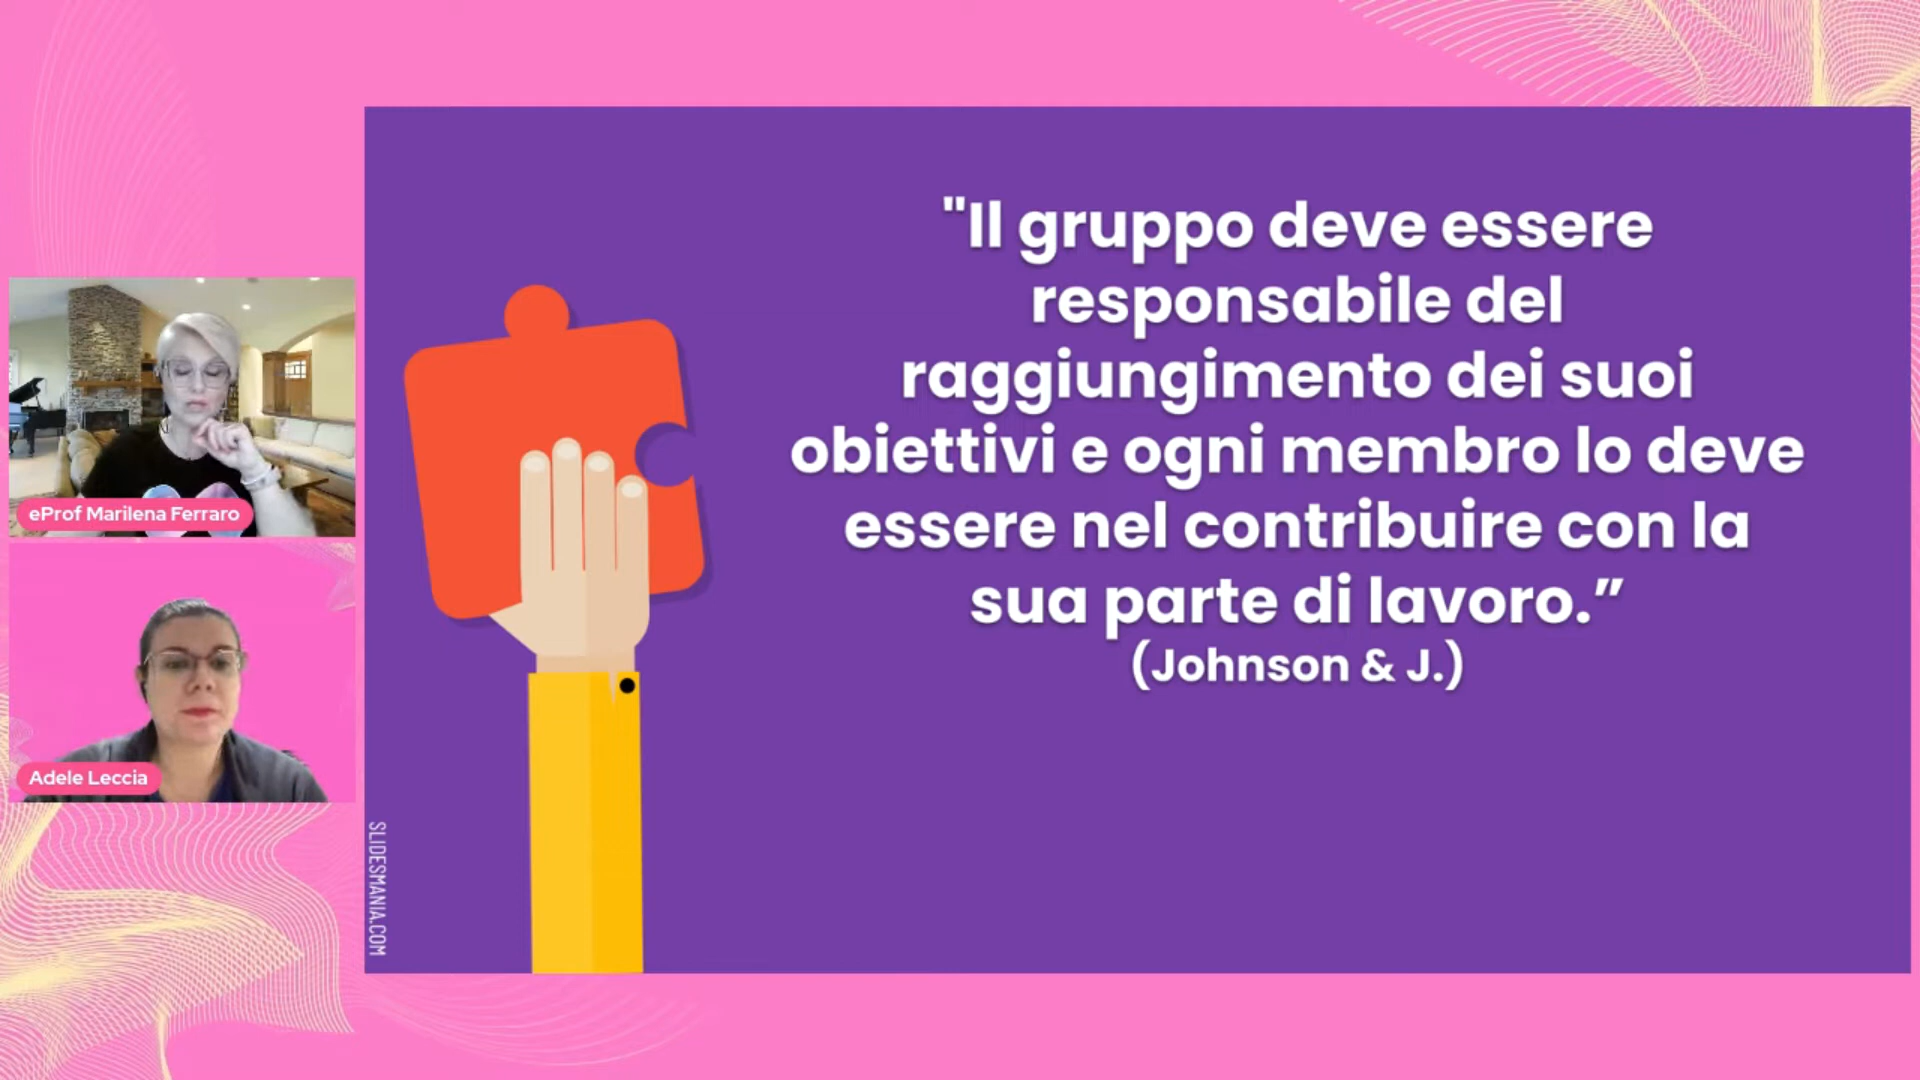 "Il gruppo deve essere
responsabile del
raggiungimento dei suoi
obiettivi e ogni membro lo deve
essere nel contribuire con la
sua parte di lavoro.”
(Johnson & J.)
eProf Marilena Ferraro
Adele Leccia
SLIDESMANIA.COM